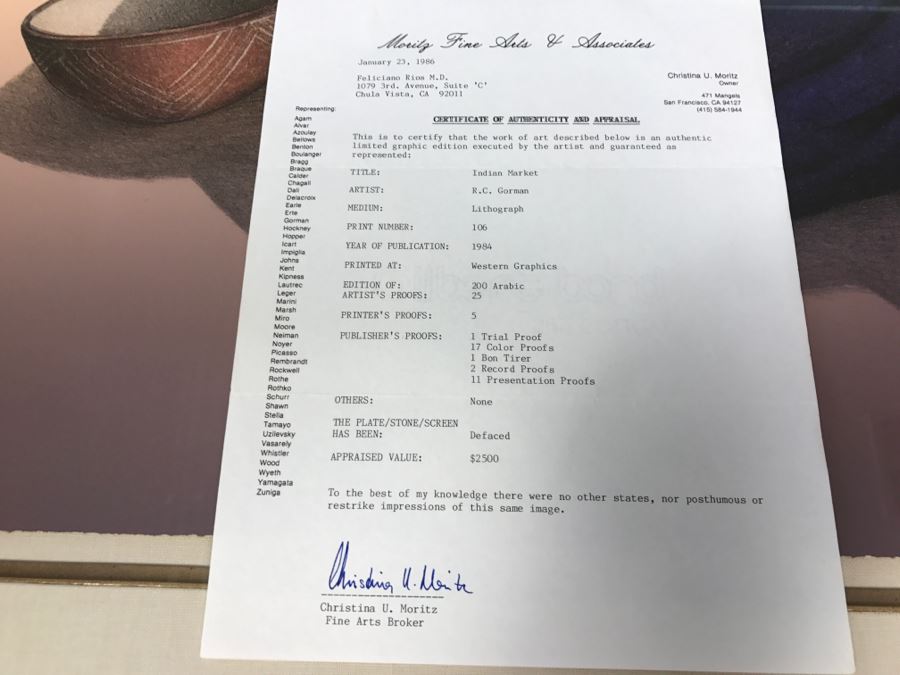 Moritz Fine Arts & Associates
January 23, 1986
Feliciano Rios M.D.
1079 3rd. Avenue, Suite 'C'
Chula Vista, CA 92011
Christina U. Moritz
Owner
471 Mangels
San Francisco, CA 94127
(415) 584-1944
Representing:
Agam
Alvar
Azoulay
Bellows
Benton
Boulanger
Bragg
Braque
Calder
Chagall
Dali
Delacroix
Earle
Erte
Gorman
Hockney
Hopper
Icart
Impiglia
Johns
Kent
Kipness
Lautrec
Leger
Marini
Marsh
Miro
Moore
Neiman
Noyer
Picasso
Rembrandt
Rockwell
Rothe
Rothko
Schurr
Shawn
Stella
Tamayo
Uzilevsky
Vasarely
Whistler
Wood
Wyeth
Yamagata
Zuniga
CERTIFICATE OF AUTHENTICITY AND APPRAISAL
This is to certify that the work of art described below is an authentic
limited graphic edition executed by the artist and guaranteed as
represented:
TITLE: Indian Market
ARTIST: R.C. Gorman
MEDIUM: Lithograph
PRINT NUMBER: 106
YEAR OF PUBLICATION: 1984
PRINTED AT: Western Graphics
EDITION OF: 200 Arabic
ARTIST'S PROOFS: 25
PRINTER'S PROOFS: 5
PUBLISHER'S PROOFS: 1 Trial Proof
17 Color Proofs
1 Bon Tirer
2 Record Proofs
11 Presentation Proofs
OTHERS: None
THE PLATE/STONE/SCREEN
HAS BEEN: Defaced
APPRAISED VALUE: $2500
To the best of my knowledge there were no other states, nor posthumous or
restrike impressions of this same image.
Christina U. Moritz
Christina U. Moritz
Fine Arts Broker